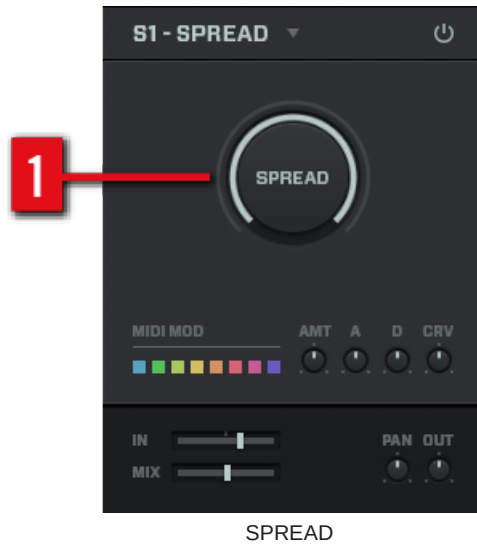 S1 - SPREAD
1
SPREAD
MIDI MOD AMT A D CRV
IN PAN OUT
MIX
SPREAD